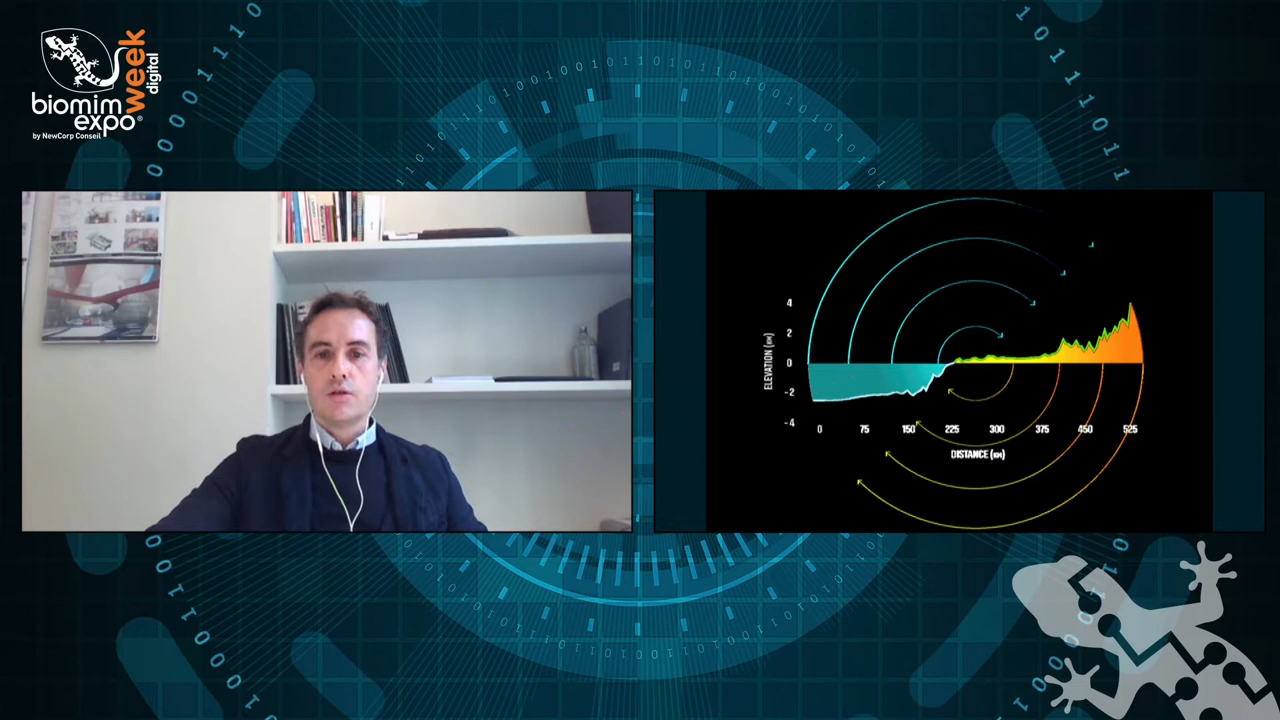 biomim
expo®
week
digital
by NewCorp Conseil
ELEVATION (KM)
4
2
0
-2
-4
0 75 150 225 300 375 450 525
DISTANCE (KM)